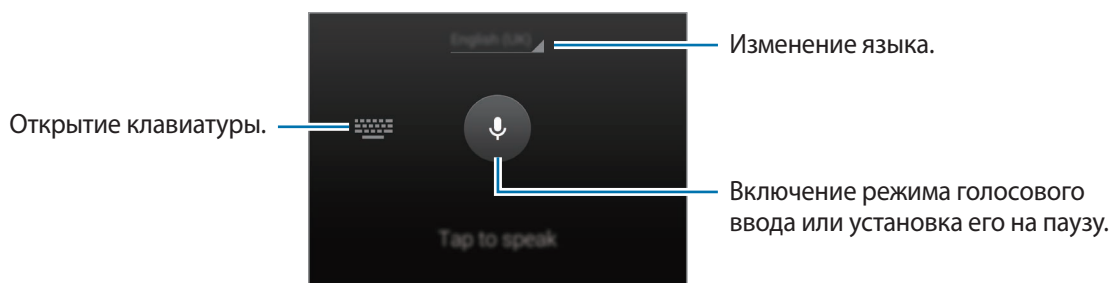 English (UK)
Изменение языка.
Открытие клавиатуры.
Включение режима голосового
ввода или установка его на паузу.
Tap to speak